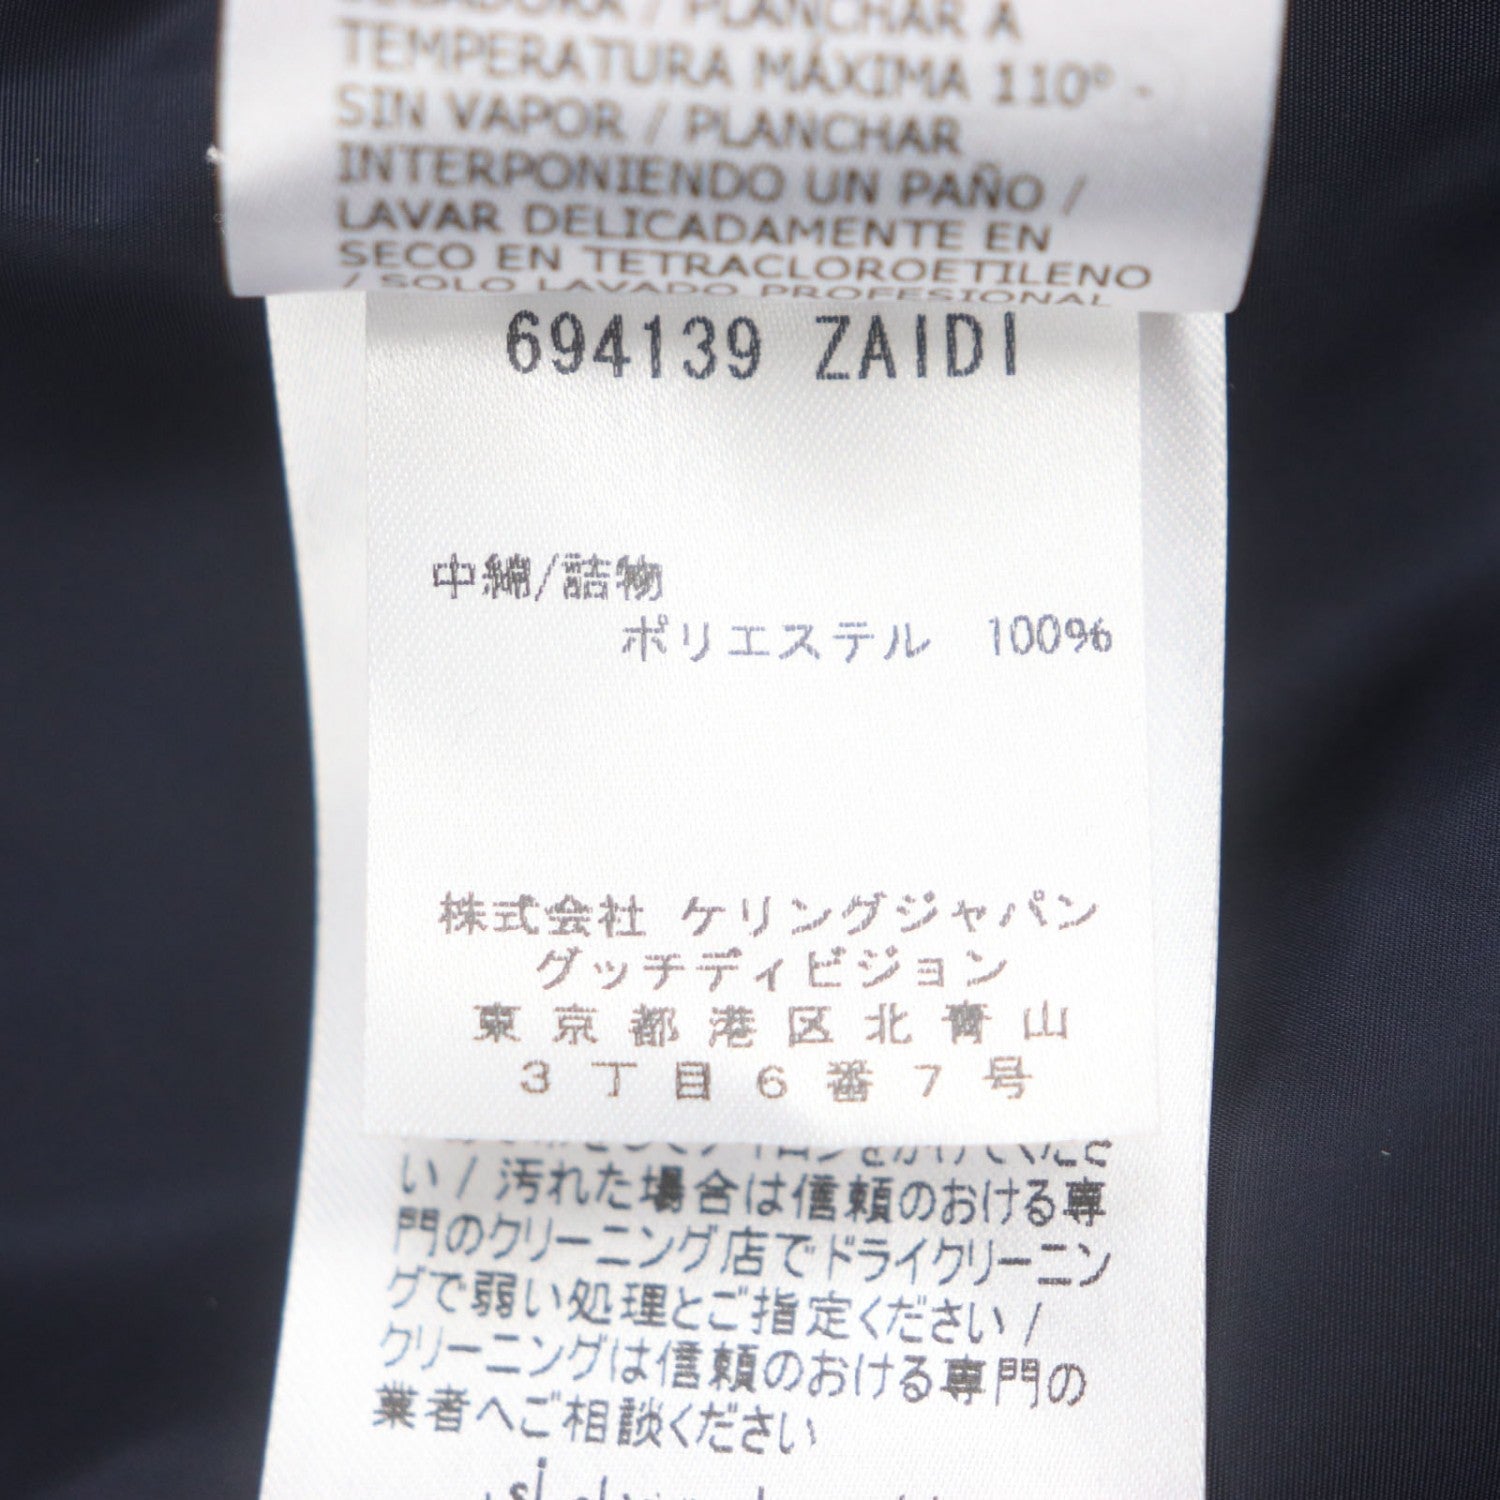 PLANCHAR A
TEMPERATURA MÁXIMA 110° -
SIN VAPOR / PLANCHAR
INTERPONIENDO UN PAÑO /
LAVAR DELICADAMENTE EN
SECO EN TETRACLOROETILENO
/ SOLO LAVADO PROFESIONAL
694139 ZAIDI
中綿/詰物
ポリエステル 100%
株式会社 ケリングジャパン
グッチディビジョン
東京都港区北青山
3丁目6番7号
い / 汚れた場合は信頼のおける専
門のクリーニング店でドライクリーニン
グで弱い処理とご指定ください /
クリーニングは信頼のおける専門の
業者へご相談ください